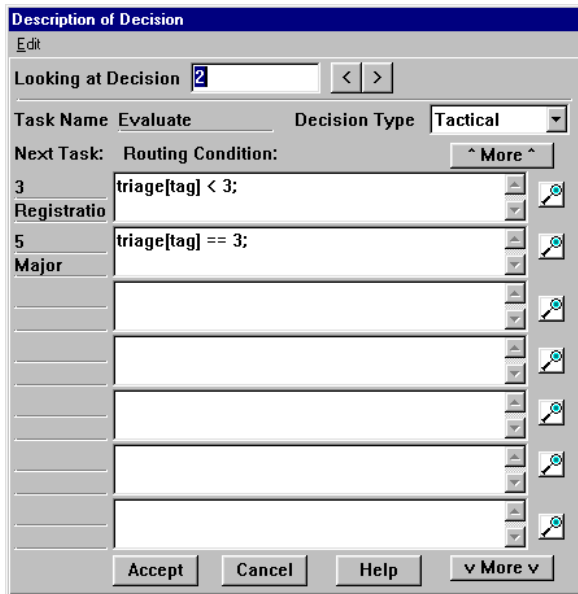 Description of Decision
Edit
Looking at Decision 2 < >
Task Name Evaluate Decision Type Tactical
Next Task: Routing Condition: ^ More ^
3 triage[tag] < 3;
Registratio
5 triage[tag] == 3;
Major
Accept Cancel Help v More v